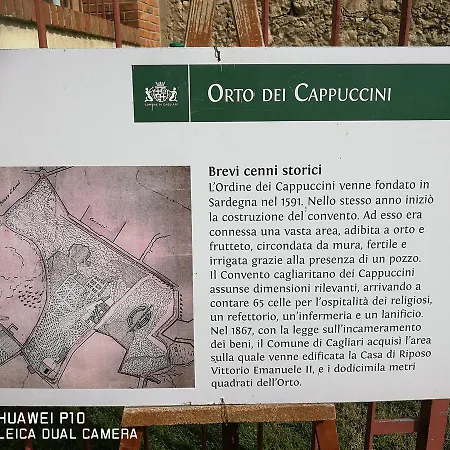 COMUNE DI CAGLIARI
ORTO DEI CAPPUCCINI
Brevi cenni storici
L'Ordine dei Cappuccini venne fondato in
Sardegna nel 1591. Nello stesso anno iniziò
la costruzione del convento. Ad esso era
connessa una vasta area, adibita a orto e
frutteto, circondata da mura, fertile e
irrigata grazie alla presenza di un pozzo.
Il Convento cagliaritano dei Cappuccini
assunse dimensioni rilevanti, arrivando a
contare 65 celle per l'ospitalità dei religiosi,
un refettorio, un'infermeria e un lanificio.
Nel 1867, con la legge sull'incameramento
dei beni, il Comune di Cagliari acquisì l'area
sulla quale venne edificata la Casa di Riposo
Vittorio Emanuele II, e i dodicimila metri
quadrati dell'Orto.
HUAWEI P10
LEICA DUAL CAMERA